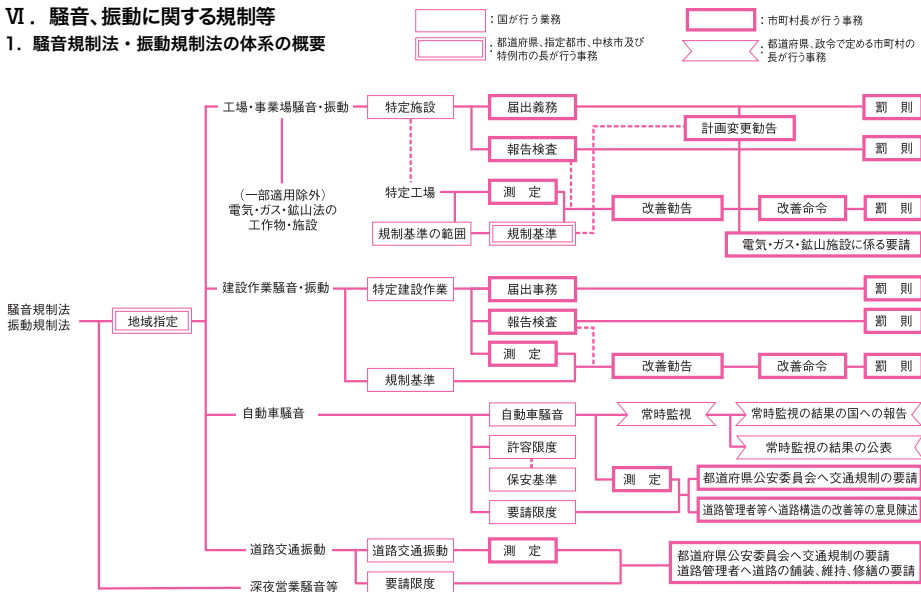 Ⅵ．騒音、振動に関する規制等
1．騒音規制法・振動規制法の体系の概要
：国が行う業務
：市町村長が行う事務
：都道府県、指定都市、中核市及び
特例市の長が行う事務
：都道府県、政令で定める市町村の
長が行う事務
工場・事業場騒音・振動
特定施設
届出義務
罰　則
計画変更勧告
報告検査
罰　則
（一部適用除外）
電気・ガス・鉱山法の
工作物・施設
特定工場
測　定
改善勧告
改善命令
罰　則
規制基準の範囲
規制基準
電気・ガス・鉱山施設に係る要請
建設作業騒音・振動
特定建設作業
届出事務
罰　則
騒音規制法
振動規制法
地域指定
報告検査
罰　則
測　定
改善勧告
改善命令
罰　則
規制基準
自動車騒音
自動車騒音
常時監視
常時監視の結果の国への報告
許容限度
常時監視の結果の公表
保安基準
測　定
都道府県公安委員会へ交通規制の要請
要請限度
道路管理者等へ道路構造の改善等の意見陳述
道路交通振動
道路交通振動
測　定
都道府県公安委員会へ交通規制の要請
道路管理者へ道路の舗装、維持、修繕の要請
要請限度
深夜営業騒音等